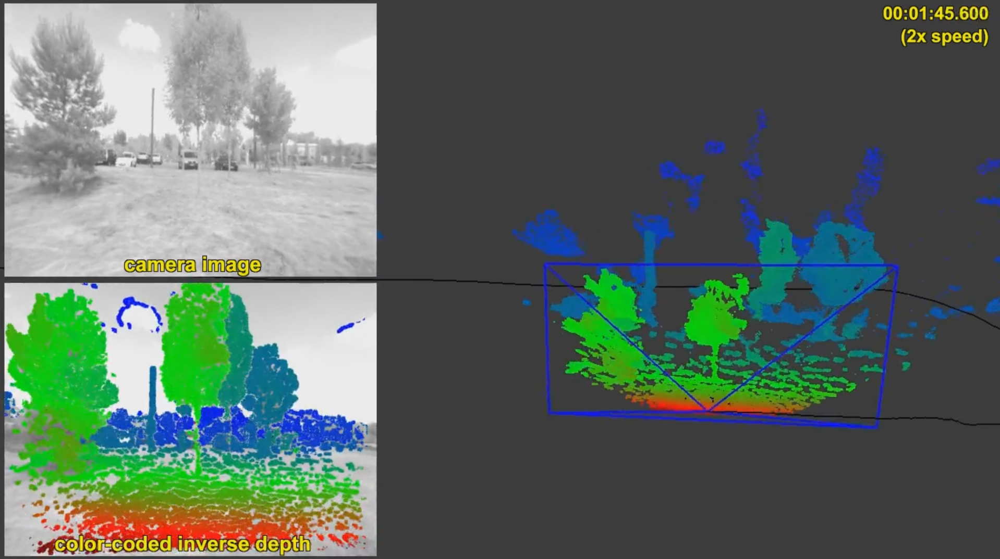 00:01:45.600
(2x speed)
camera image
color-coded inverse depth